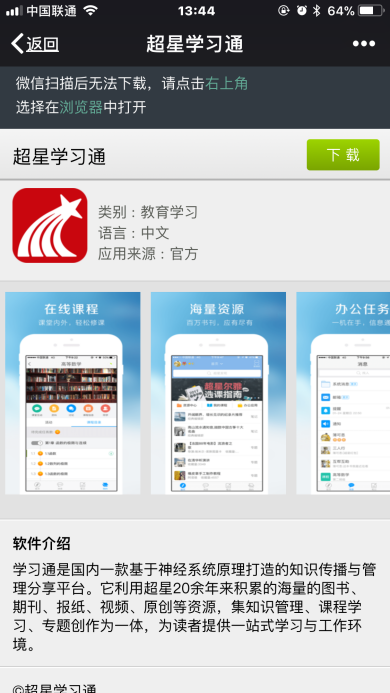 中国联通 13:44 64%
返回 超星学习通
微信扫描后无法下载，请点击右上角
选择在浏览器中打开
超星学习通 下 载
类别：教育学习
语言：中文
应用来源：官方
在线课程
课堂内外，轻松修课
海量资源
百万书刊，应有尽有
超星尔雅
选课指南
办公任务
一机在手，信息通
软件介绍
学习通是国内一款基于神经系统原理打造的知识传播与管
理分享平台。它利用超星20余年来积累的海量的图书、
期刊、报纸、视频、原创等资源，集知识管理、课程学
习、专题创作为一体，为读者提供一站式学习与工作环
境。
©超星学习通